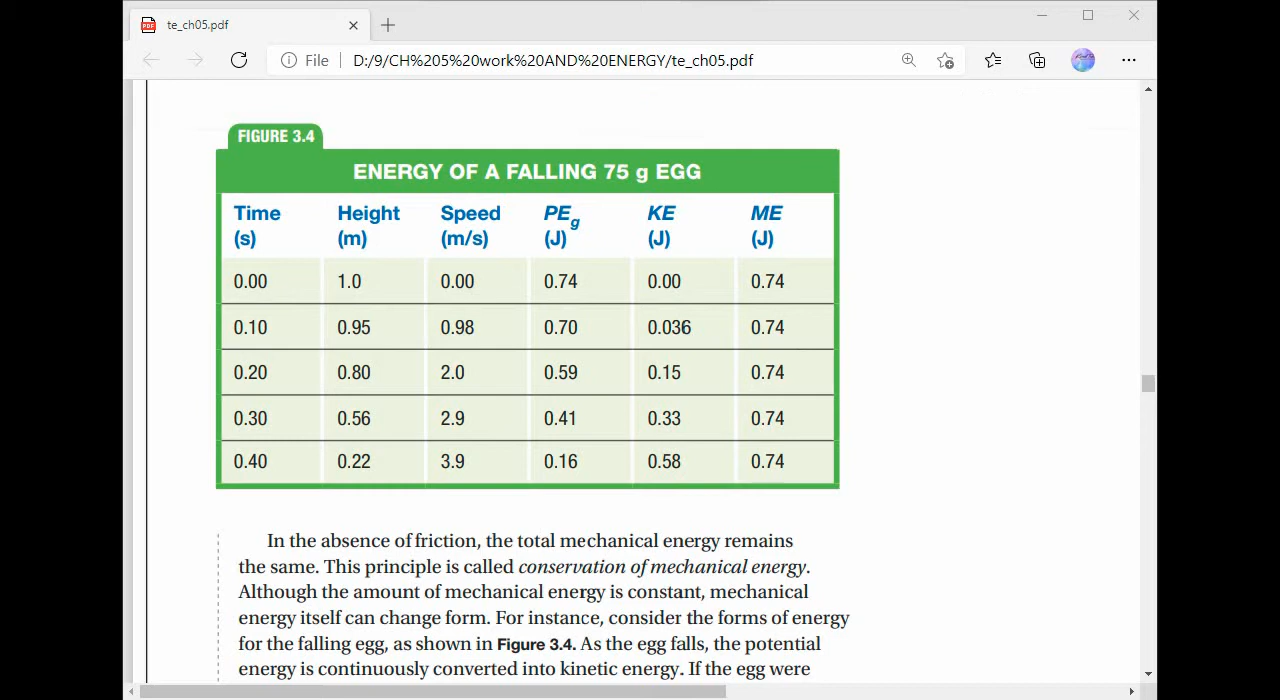 te_ch05.pdf
File
D:/9/CH%205%20work%20AND%20ENERGY/te_ch05.pdf
FIGURE 3.4
ENERGY OF A FALLING 75 g EGG
Time (s) Height (m) Speed (m/s) PEg (J) KE (J) ME (J)
0.00 1.0 0.00 0.74 0.00 0.74
0.10 0.95 0.98 0.70 0.036 0.74
0.20 0.80 2.0 0.59 0.15 0.74
0.30 0.56 2.9 0.41 0.33 0.74
0.40 0.22 3.9 0.16 0.58 0.74
In the absence of friction, the total mechanical energy remains
the same. This principle is called conservation of mechanical energy.
Although the amount of mechanical energy is constant, mechanical
energy itself can change form. For instance, consider the forms of energy
for the falling egg, as shown in Figure 3.4. As the egg falls, the potential
energy is continuously converted into kinetic energy. If the egg were